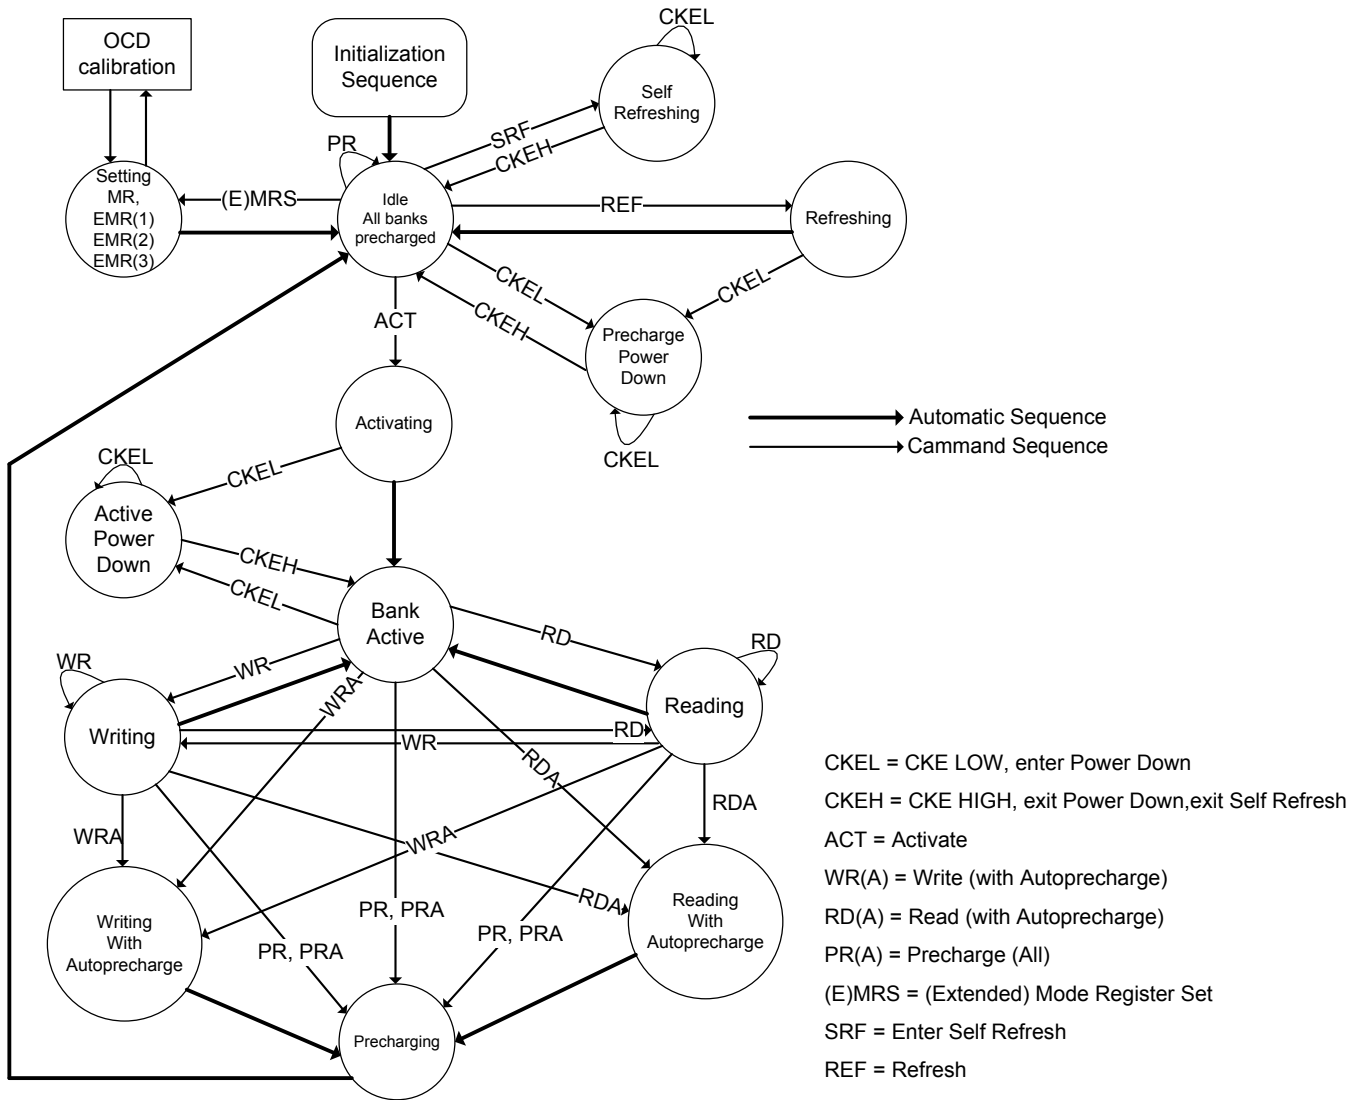 OCD
calibration
Initialization
Sequence
CKEL
Self
Refreshing
PR
SRF
CKEH
Setting
MR,
EMR(1)
EMR(2)
EMR(3)
(E)MRS
Idle
All banks
precharged
REF
Refreshing
CKEL
CKEH
CKEL
ACT
Precharge
Power
Down
CKEL
Activating
Automatic Sequence
Cammand Sequence
CKEL
CKEL
Active
Power
Down
CKEH
CKEL
Bank
Active
RD
RD
WR
WR
WRA
Reading
Writing
RD
WR
RDA
RDA
WRA
WRA
RDA
PR, PRA
PR, PRA
PR, PRA
Writing
With
Autoprecharge
Reading
With
Autoprecharge
Precharging
CKEL = CKE LOW, enter Power Down
CKEH = CKE HIGH, exit Power Down,exit Self Refresh
ACT = Activate
WR(A) = Write (with Autoprecharge)
RD(A) = Read (with Autoprecharge)
PR(A) = Precharge (All)
(E)MRS = (Extended) Mode Register Set
SRF = Enter Self Refresh
REF = Refresh